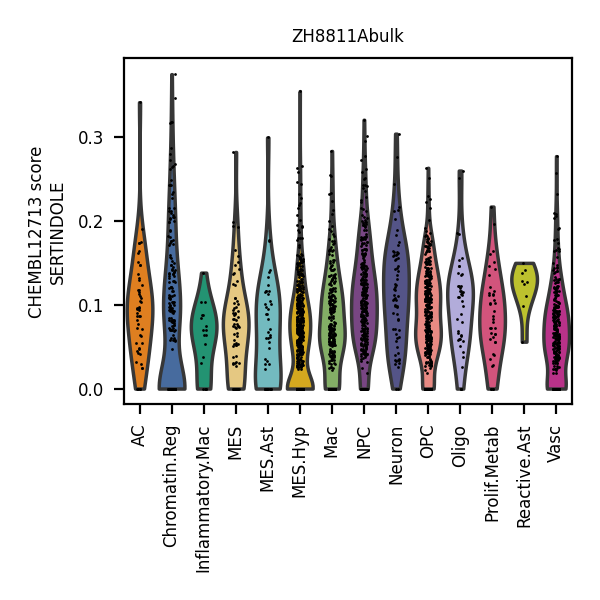 ZH8811Abulk
CHEMBL12713 score
SERTINDOLE
0.3
0.2
0.1
0.0
AC
Chromatin.Reg
Inflammatory.Mac
MES
MES.Ast
MES.Hyp
Mac
NPC
Neuron
OPC
Oligo
Prolif.Metab
Reactive.Ast
Vasc